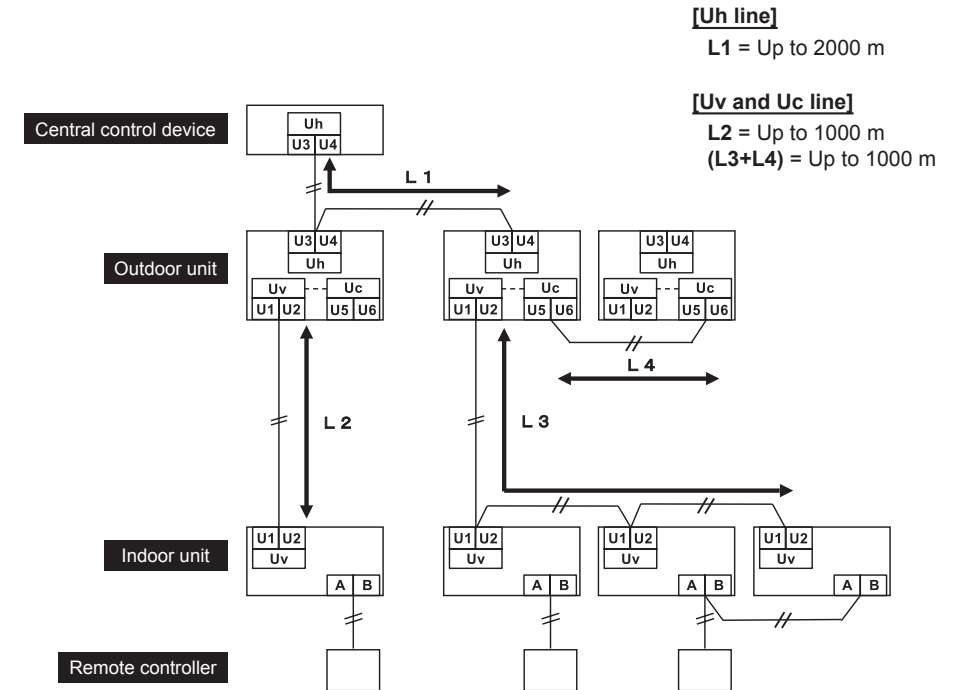 [Uh line]
L1 = Up to 2000 m
[Uv and Uc line]
L2 = Up to 1000 m
(L3+L4) = Up to 1000 m
Central control device
Uh
U3 U4
L 1
Outdoor unit
U3 U4 U3 U4 U3 U4
Uh Uh Uh
Uv Uc Uv Uc Uv Uc
U1 U2 U5 U6 U1 U2 U5 U6 U1 U2 U5 U6
L 4
L 2 L 3
Indoor unit
U1 U2 U1 U2 U1 U2 U1 U2
Uv Uv Uv Uv
A B A B A B A B
Remote controller